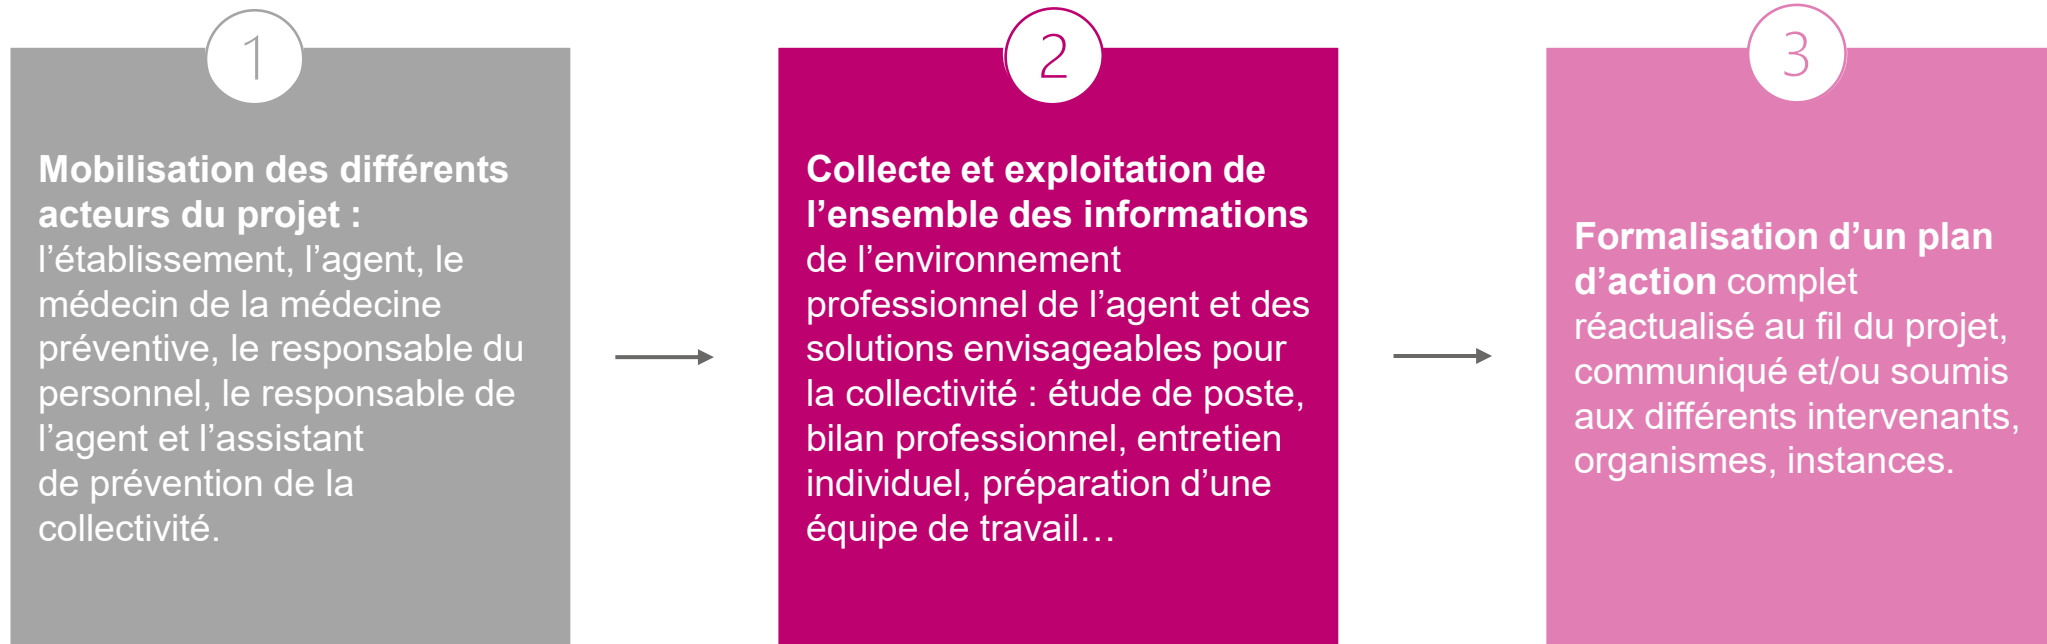 1
Mobilisation des différents
acteurs du projet :
l’établissement, l’agent, le
médecin de la médecine
préventive, le responsable du
personnel, le responsable de
l’agent et l’assistant
de prévention de la
collectivité.
2
Collecte et exploitation de
l’ensemble des informations
de l’environnement
professionnel de l’agent et des
solutions envisageables pour
la collectivité : étude de poste,
bilan professionnel, entretien
individuel, préparation d’une
équipe de travail…
3
Formalisation d’un plan
d’action complet
réactualisé au fil du projet,
communiqué et/ou soumis
aux différents intervenants,
organismes, instances.